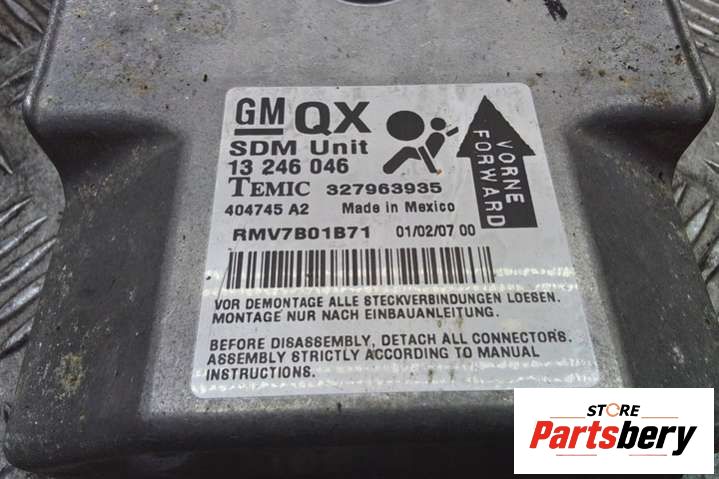 GM QX
SDM Unit
13 246 046
TEMIC 327963935
404745 A2 Made in Mexico
RMV7B01B71 01/02/07 00
VORNE
FORWARD
VOR DEMONTAGE ALLE STECKVERBINDUNGEN LOESEN.
MONTAGE NUR NACH EINBAUANLEITUNG.
BEFORE DISASSEMBLY, DETACH ALL CONNECTORS.
ASSEMBLY STRICTLY ACCORDING TO MANUAL
INSTRUCTIONS.
STORE
Partsbery